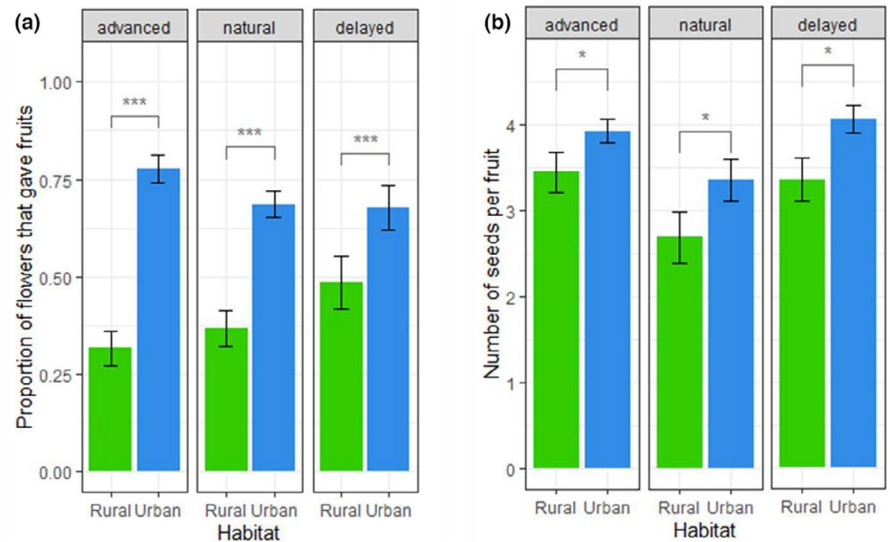 (a)
advanced
natural
delayed
Proportion of flowers that gave fruits
1.00
0.75
0.50
0.25
0.00
***
***
***
Rural Urban
Rural Urban
Rural Urban
Habitat
(b)
advanced
natural
delayed
Number of seeds per fruit
4
3
2
1
0
*
*
*
Rural Urban
Rural Urban
Rural Urban
Habitat